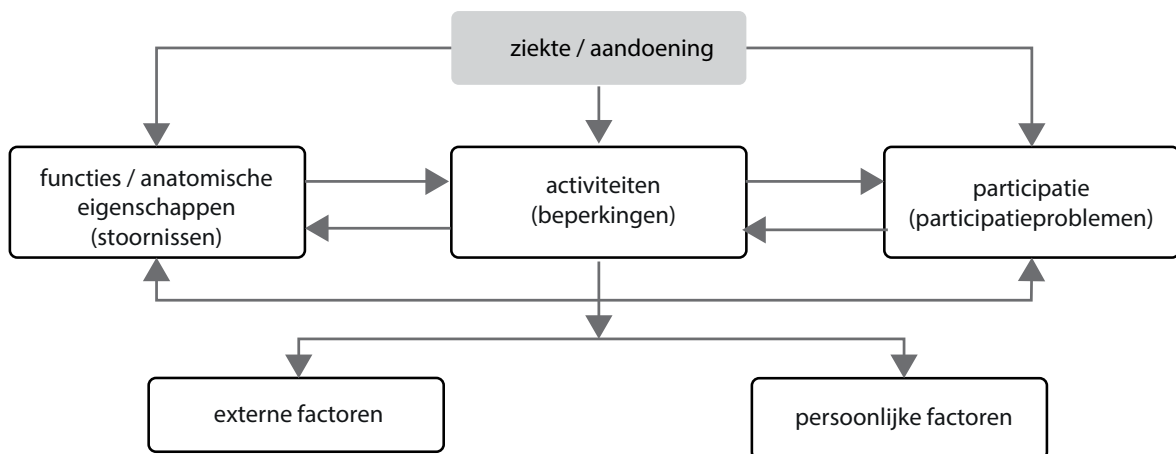 ziekte / aandoening
functies / anatomische
eigenschappen
(stoornissen)
activiteiten
(beperkingen)
participatie
(participatieproblemen)
externe factoren
persoonlijke factoren